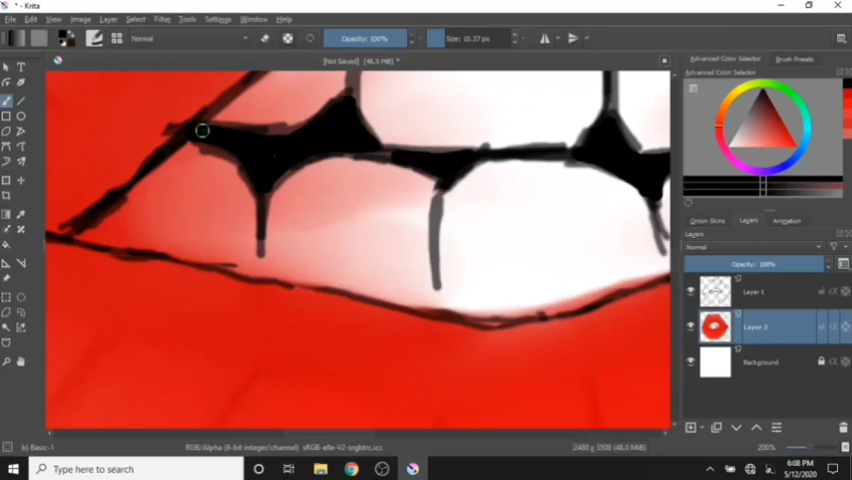 * - Krita
File Edit View Image Layer Select Filter Tools Settings Window Help
Normal
Opacity: 100%
Size: 10.37 px
[Not Saved] (48.0 MiB) *
Advanced Color Selector
Brush Presets
Advanced Color Selector
Onion Skins
Layers
Animation
Layers
Normal
Opacity: 100%
Layer 1
Layer 2
Background
b) Basic-1
RGB/Alpha (8-bit integer/channel) sRGB-elle-V2-srgbtrc.icc
2480 x 3508 (48.0 MiB)
200%
Type here to search
6:08 PM
5/12/2020